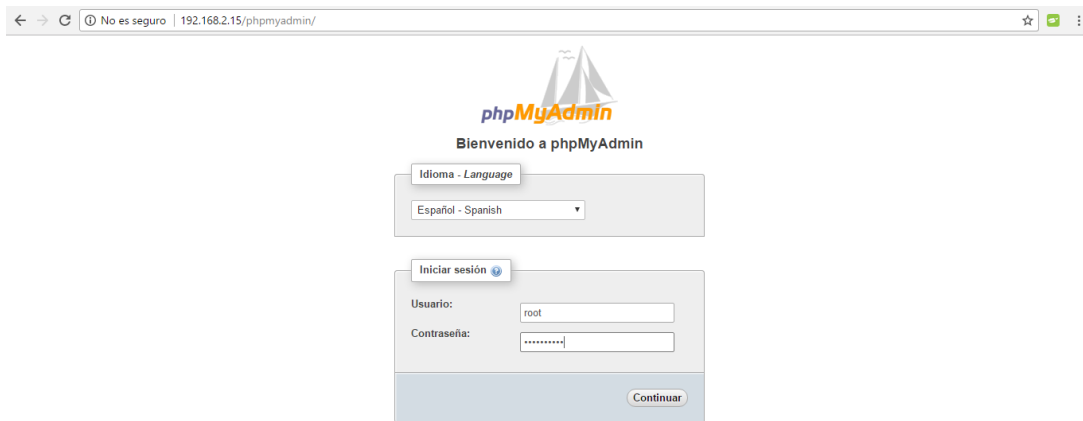 No es seguro | 192.168.2.15/phpmyadmin/
phpMyAdmin
Bienvenido a phpMyAdmin
Idioma - Language
Español - Spanish
Iniciar sesión
Usuario:
root
Contraseña:
••••••••••
Continuar